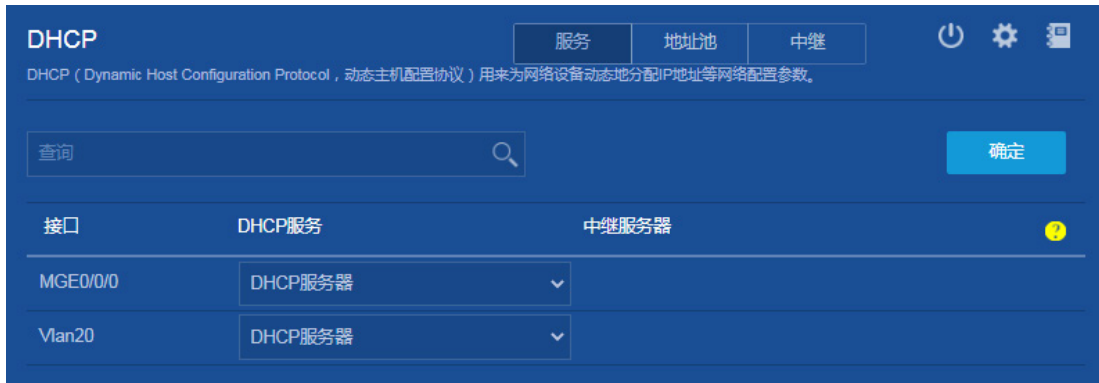 DHCP 服务 地址池 中继
DHCP（Dynamic Host Configuration Protocol，动态主机配置协议）用来为网络设备动态地分配IP地址等网络配置参数。
查询 确定
接口 DHCP服务 中继服务器 ?
MGE0/0/0 DHCP服务器
Vlan20 DHCP服务器